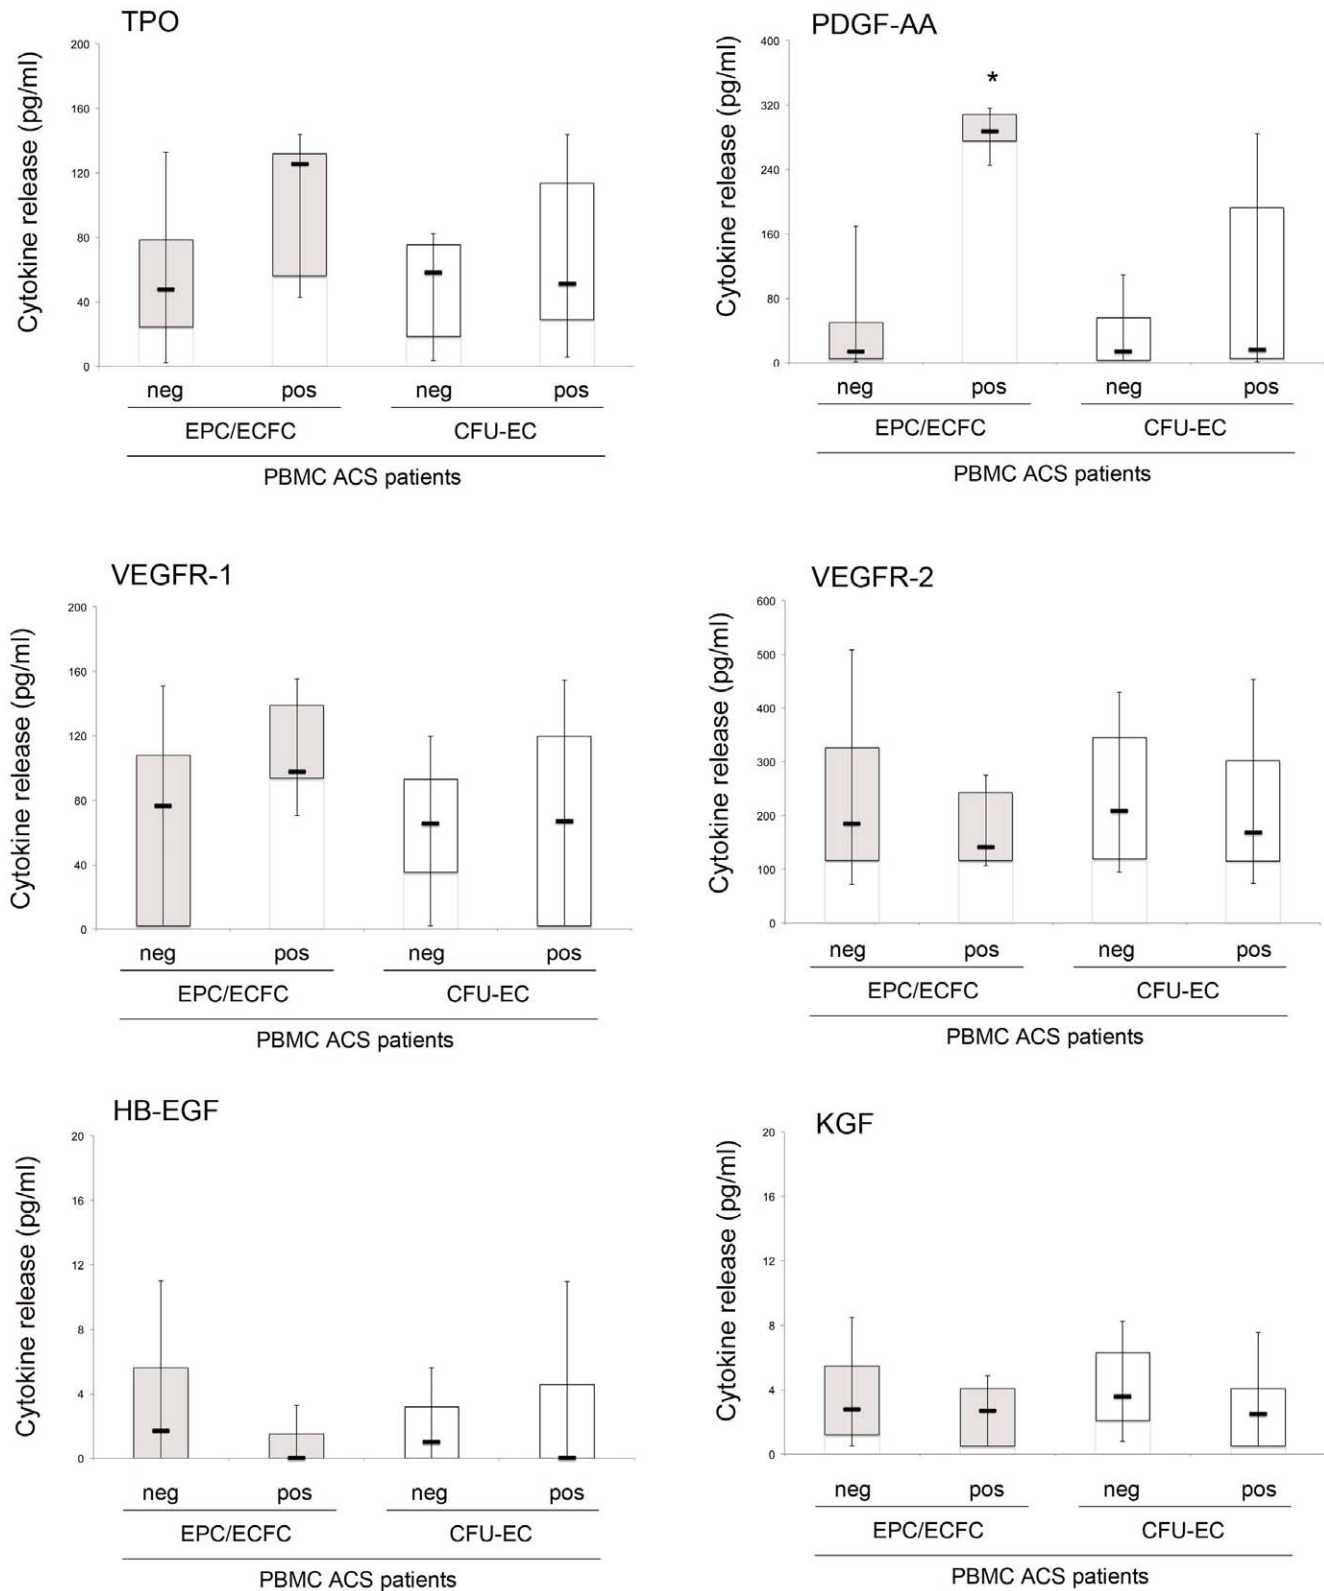 TPO
Cytokine release (pg/ml)
200
160
120
80
40
0
neg pos neg pos
EPC/ECFC CFU-EC
PBMC ACS patients
PDGF-AA
Cytokine release (pg/ml)
400
320
240
160
80
0
*
neg pos neg pos
EPC/ECFC CFU-EC
PBMC ACS patients
VEGFR-1
Cytokine release (pg/ml)
200
160
120
80
40
0
neg pos neg pos
EPC/ECFC CFU-EC
PBMC ACS patients
VEGFR-2
Cytokine release (pg/ml)
600
500
400
300
200
100
0
neg pos neg pos
EPC/ECFC CFU-EC
PBMC ACS patients
HB-EGF
Cytokine release (pg/ml)
20
16
12
8
4
0
neg pos neg pos
EPC/ECFC CFU-EC
PBMC ACS patients
KGF
Cytokine release (pg/ml)
20
16
12
8
4
0
neg pos neg pos
EPC/ECFC CFU-EC
PBMC ACS patients